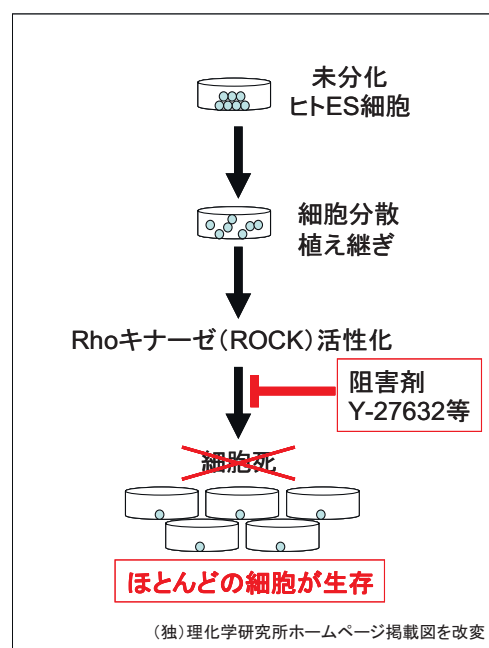 未分化
ヒトES細胞
細胞分散
植え継ぎ
Rhoキナーゼ(ROCK)活性化
阻害剤
Y-27632等
細胞死
ほとんどの細胞が生存
(独)理化学研究所ホームページ掲載図を改変